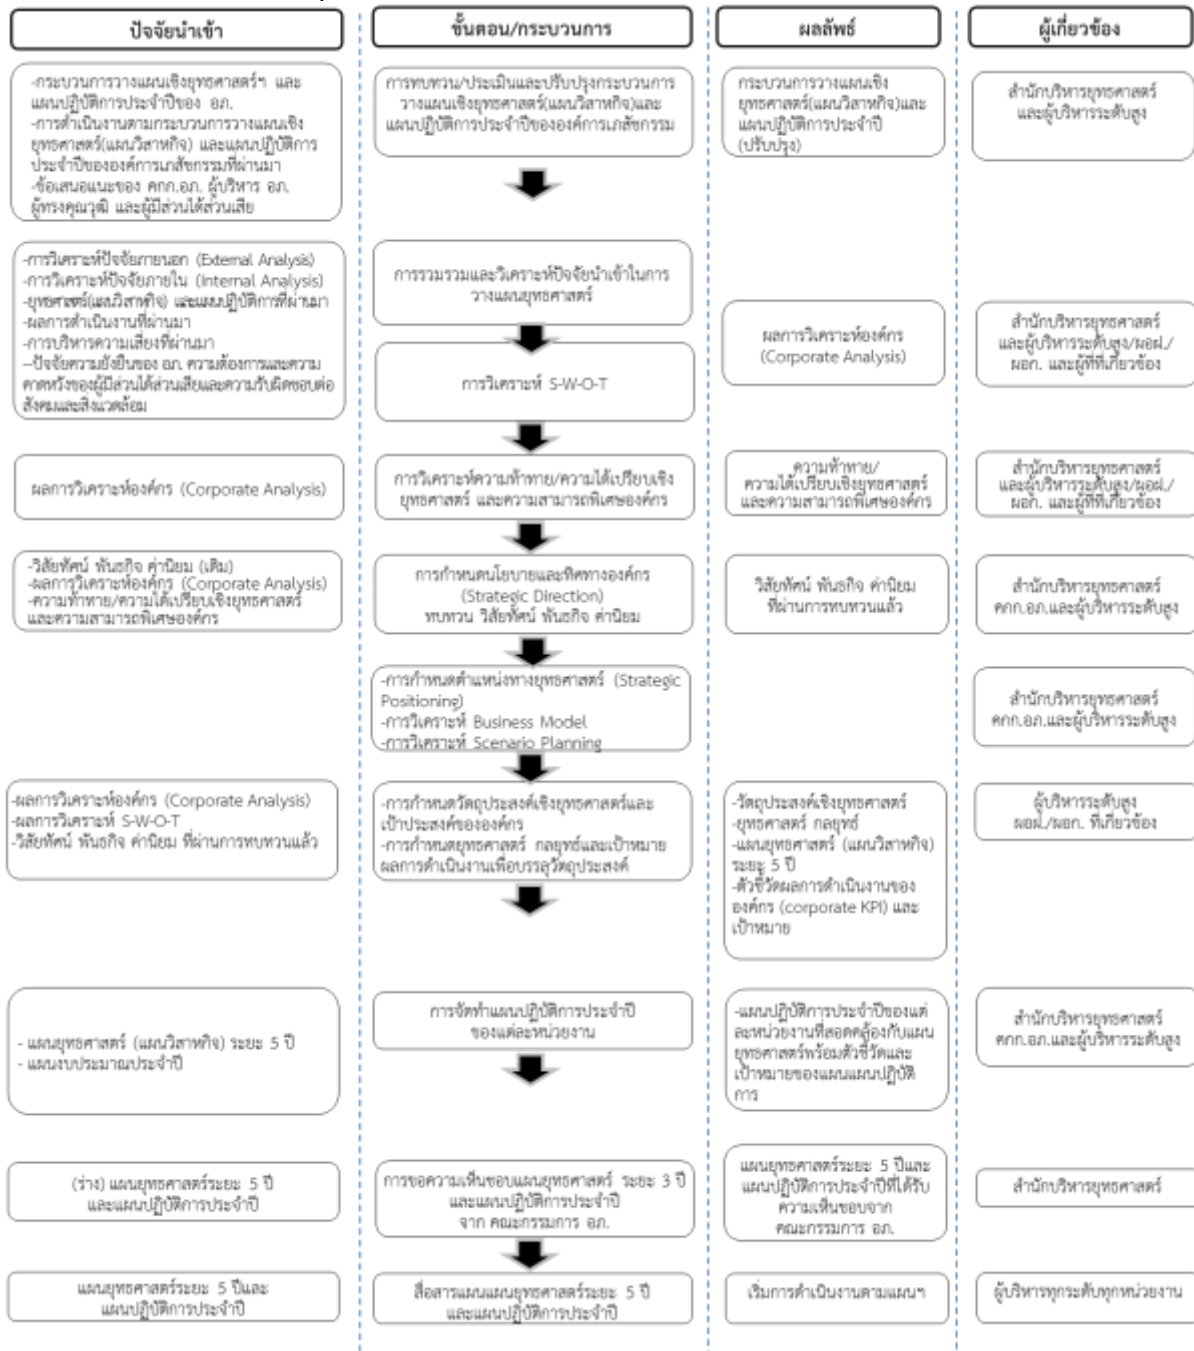 ปัจจัยนำเข้า
ขั้นตอน/กระบวนการ
ผลลัพธ์
ผู้เกี่ยวข้อง
-กระบวนการวางแผนเชิงยุทธศาสตร์ฯ และ
แผนปฏิบัติการประจำปีของ อภ.
-การดำเนินงานตามกระบวนการวางแผนเชิง
ยุทธศาสตร์(แผนวิสาหกิจ) และแผนปฏิบัติการ
ประจำปีขององค์การเภสัชกรรมที่ผ่านมา
-ข้อเสนอแนะของ คกก.อภ. ผู้บริหาร อภ.
ผู้ทรงคุณวุฒิ และผู้มีส่วนได้ส่วนเสีย
การทบทวน/ประเมินและปรับปรุงกระบวนการ
วางแผนเชิงยุทธศาสตร์(แผนวิสาหกิจ)และ
แผนปฏิบัติการประจำปีขององค์การเภสัชกรรม
กระบวนการวางแผนเชิง
ยุทธศาสตร์(แผนวิสาหกิจ)และ
แผนปฏิบัติการประจำปี
(ปรับปรุง)
สำนักบริหารยุทธศาสตร์
และผู้บริหารระดับสูง
-การวิเคราะห์ปัจจัยภายนอก (External Analysis)
-การวิเคราะห์ปัจจัยภายใน (Internal Analysis)
-ยุทธศาสตร์(แผนวิสาหกิจ) และแผนปฏิบัติการที่ผ่านมา
-ผลการดำเนินงานที่ผ่านมา
-การบริหารความเสี่ยงที่ผ่านมา
--ปัจจัยความยั่งยืนของ อภ. ความต้องการและความ
คาดหวังของผู้มีส่วนได้ส่วนเสียและความรับผิดชอบต่อ
สังคมและสิ่งแวดล้อม
การรวมรวมและวิเคราะห์ปัจจัยนำเข้าในการ
วางแผนยุทธศาสตร์
การวิเคราะห์ S-W-O-T
ผลการวิเคราะห์องค์กร
(Corporate Analysis)
สำนักบริหารยุทธศาสตร์
และผู้บริหารระดับสูง/ผอฝ./
ผอก. และผู้ที่ที่เกี่ยวข้อง
ผลการวิเคราะห์องค์กร (Corporate Analysis)
การวิเคราะห์ความท้าทาย/ความได้เปรียบเชิง
ยุทธศาสตร์ และความสามารถพิเศษองค์กร
ความท้าทาย/
ความได้เปรียบเชิงยุทธศาสตร์
และความสามารถพิเศษองค์กร
สำนักบริหารยุทธศาสตร์
และผู้บริหารระดับสูง/ผอฝ./
ผอก. และผู้ที่ที่เกี่ยวข้อง
-วิสัยทัศน์ พันธกิจ ค่านิยม (เดิม)
-ผลการวิเคราะห์องค์กร (Corporate Analysis)
-ความท้าทาย/ความได้เปรียบเชิงยุทธศาสตร์
และความสามารถพิเศษองค์กร
การกำหนดนโยบายและทิศทางองค์กร
(Strategic Direction)
ทบทวน วิสัยทัศน์ พันธกิจ ค่านิยม
วิสัยทัศน์ พันธกิจ ค่านิยม
ที่ผ่านการทบทวนแล้ว
สำนักบริหารยุทธศาสตร์
คกก.อภ.และผู้บริหารระดับสูง
-การกำหนดตำแหน่งทางยุทธศาสตร์ (Strategic
Positioning)
-การวิเคราะห์ Business Model
-การวิเคราะห์ Scenario Planning
สำนักบริหารยุทธศาสตร์
คกก.อภ.และผู้บริหารระดับสูง
-ผลการวิเคราะห์องค์กร (Corporate Analysis)
-ผลการวิเคราะห์ S-W-O-T
-วิสัยทัศน์ พันธกิจ ค่านิยม ที่ผ่านการทบทวนแล้ว
-การกำหนดวัตถุประสงค์เชิงยุทธศาสตร์และ
เป้าประสงค์ขององค์กร
-การกำหนดยุทธศาสตร์ กลยุทธ์และเป้าหมาย
ผลการดำเนินงานเพื่อบรรลุวัตถุประสงค์
-วัตถุประสงค์เชิงยุทธศาสตร์
-ยุทธศาสตร์ กลยุทธ์
-แผนยุทธศาสตร์ (แผนวิสาหกิจ)
ระยะ 5 ปี
-ตัวชี้วัดผลการดำเนินงานของ
องค์กร (corporate KPI) และ
เป้าหมาย
ผู้บริหารระดับสูง
ผอฝ./ผอก. ที่เกี่ยวข้อง
- แผนยุทธศาสตร์ (แผนวิสาหกิจ) ระยะ 5 ปี
- แผนงบประมาณประจำปี
การจัดทำแผนปฏิบัติการประจำปี
ของแต่ละหน่วยงาน
-แผนปฏิบัติการประจำปีของแต่
ละหน่วยงานที่สอดคล้องกับแผน
ยุทธศาสตร์พร้อมตัวชี้วัดและ
เป้าหมายของแผนแผนปฏิบัติ
การ
สำนักบริหารยุทธศาสตร์
คกก.อภ.และผู้บริหารระดับสูง
(ร่าง) แผนยุทธศาสตร์ระยะ 5 ปี
และแผนปฏิบัติการประจำปี
การขอความเห็นชอบแผนยุทธศาสตร์ ระยะ 3 ปี
และแผนปฏิบัติการประจำปี
จาก คณะกรรมการ อภ.
แผนยุทธศาสตร์ระยะ 5 ปีและ
แผนปฏิบัติการประจำปีที่ได้รับ
ความเห็นชอบจาก
คณะกรรมการ อภ.
สำนักบริหารยุทธศาสตร์
แผนยุทธศาสตร์ระยะ 5 ปีและ
แผนปฏิบัติการประจำปี
สื่อสารแผนแผนยุทธศาสตร์ระยะ 5 ปี
และแผนปฏิบัติการประจำปี
เริ่มการดำเนินงานตามแผนฯ
ผู้บริหารทุกระดับทุกหน่วยงาน